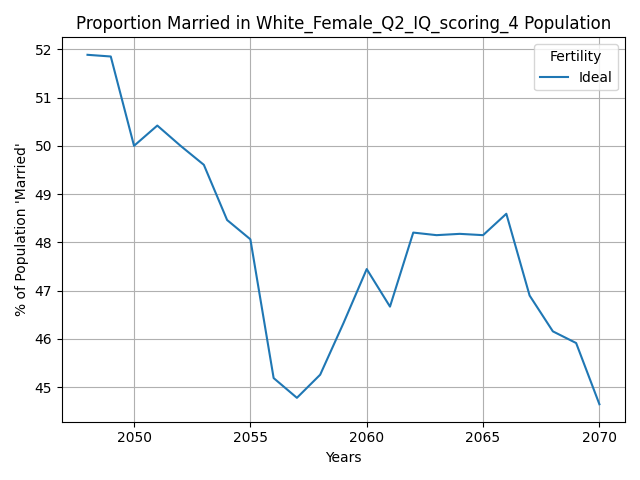 Proportion Married in White_Female_Q2_IQ_scoring_4 Population
Fertility
Ideal
% of Population 'Married'
52
51
50
49
48
47
46
45
2050
2055
2060
2065
2070
Years